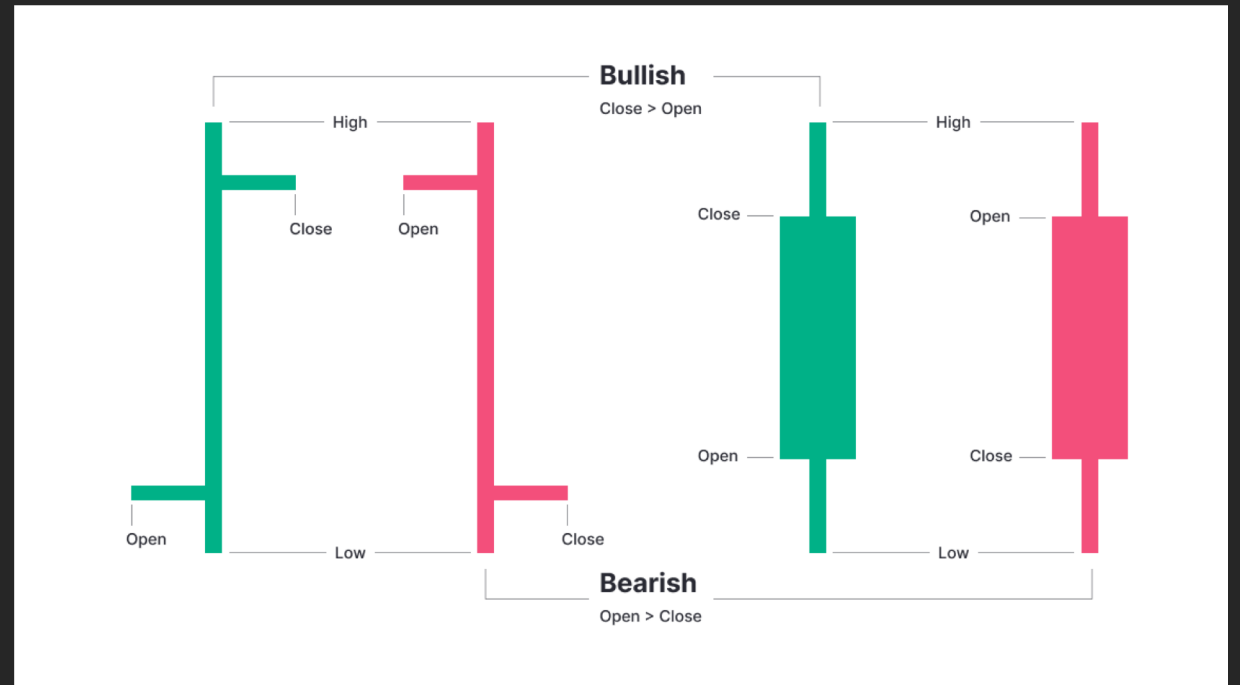 Bullish
Close > Open
High
High
Close
Open
Close
Open
Open
Close
Open
Close
Low
Low
Bearish
Open > Close